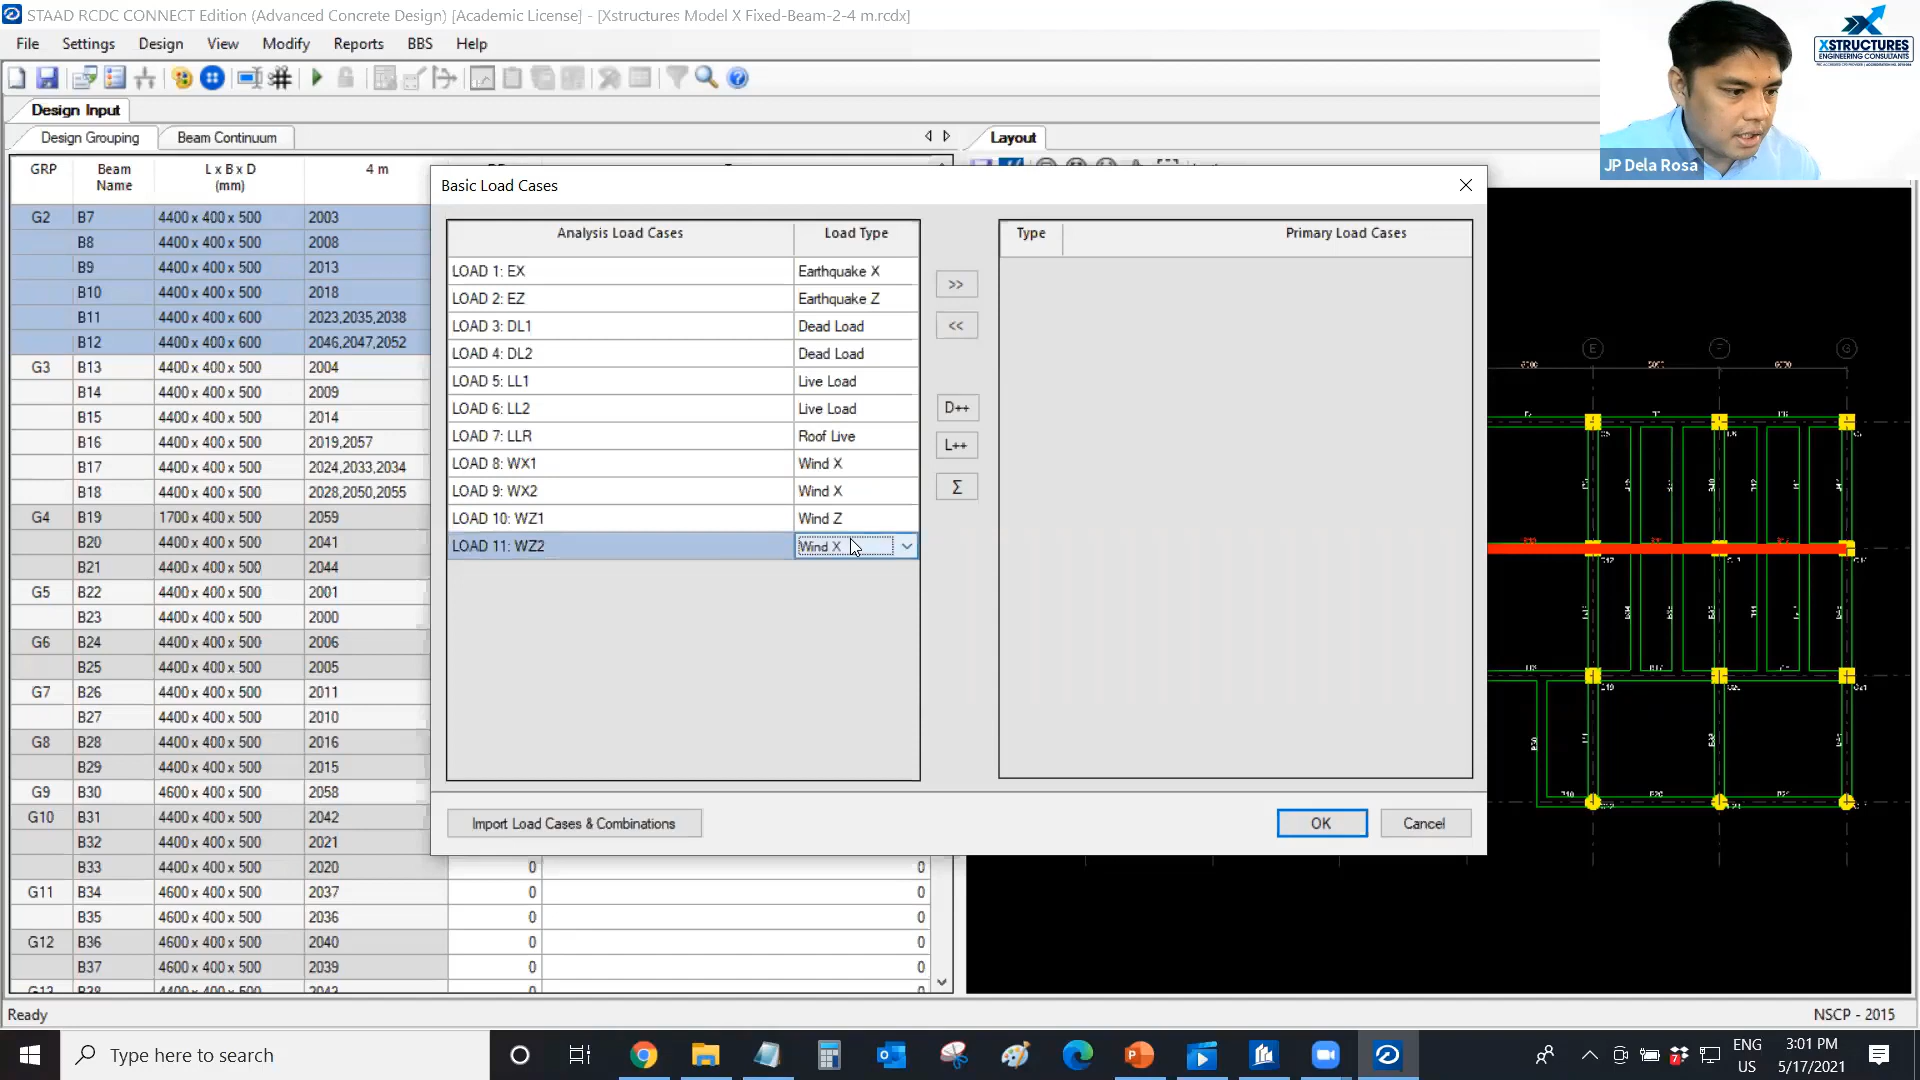 STAAD RCDC CONNECT Edition (Advanced Concrete Design) [Academic License] - [Xstructures Model X Fixed-Beam-2-4 m.rcdx]
File Settings Design View Modify Reports BBS Help
XSTRUCTURES
ENGINEERING CONSULTANTS
JP Dela Rosa
Design Input
Design Grouping Beam Continuum
Layout
GRP Beam Name L x B x D (mm) 4 m
G2 B7 4400 x 400 x 500 2003
B8 4400 x 400 x 500 2008
B9 4400 x 400 x 500 2013
B10 4400 x 400 x 500 2018
B11 4400 x 400 x 600 2023,2035,2038
B12 4400 x 400 x 600 2046,2047,2052
G3 B13 4400 x 400 x 500 2004
B14 4400 x 400 x 500 2009
B15 4400 x 400 x 500 2014
B16 4400 x 400 x 500 2019,2057
B17 4400 x 400 x 500 2024,2033,2034
B18 4400 x 400 x 500 2028,2050,2055
G4 B19 1700 x 400 x 500 2059
B20 4400 x 400 x 500 2041
B21 4400 x 400 x 500 2044
G5 B22 4400 x 400 x 500 2001
B23 4400 x 400 x 500 2000
G6 B24 4400 x 400 x 500 2006
B25 4400 x 400 x 500 2005
G7 B26 4400 x 400 x 500 2011
B27 4400 x 400 x 500 2010
G8 B28 4400 x 400 x 500 2016
B29 4400 x 400 x 500 2015
G9 B30 4600 x 400 x 500 2058
G10 B31 4400 x 400 x 500 2042
B32 4400 x 400 x 500 2021
B33 4400 x 400 x 500 2020 0 0
G11 B34 4600 x 400 x 500 2037 0 0
B35 4600 x 400 x 500 2036 0 0
G12 B36 4600 x 400 x 500 2040 0 0
B37 4600 x 400 x 500 2039 0 0
G13 B38 4400 x 400 x 500 2043 0 0
Basic Load Cases
Analysis Load Cases Load Type
LOAD 1: EX Earthquake X
LOAD 2: EZ Earthquake Z
LOAD 3: DL1 Dead Load
LOAD 4: DL2 Dead Load
LOAD 5: LL1 Live Load
LOAD 6: LL2 Live Load
LOAD 7: LLR Roof Live
LOAD 8: WX1 Wind X
LOAD 9: WX2 Wind X
LOAD 10: WZ1 Wind Z
LOAD 11: WZ2 Wind X
>>
<<
D++
L++
Σ
Type Primary Load Cases
Import Load Cases & Combinations
OK Cancel
E F G
Ready
NSCP - 2015
Type here to search
ENG
US
3:01 PM
5/17/2021